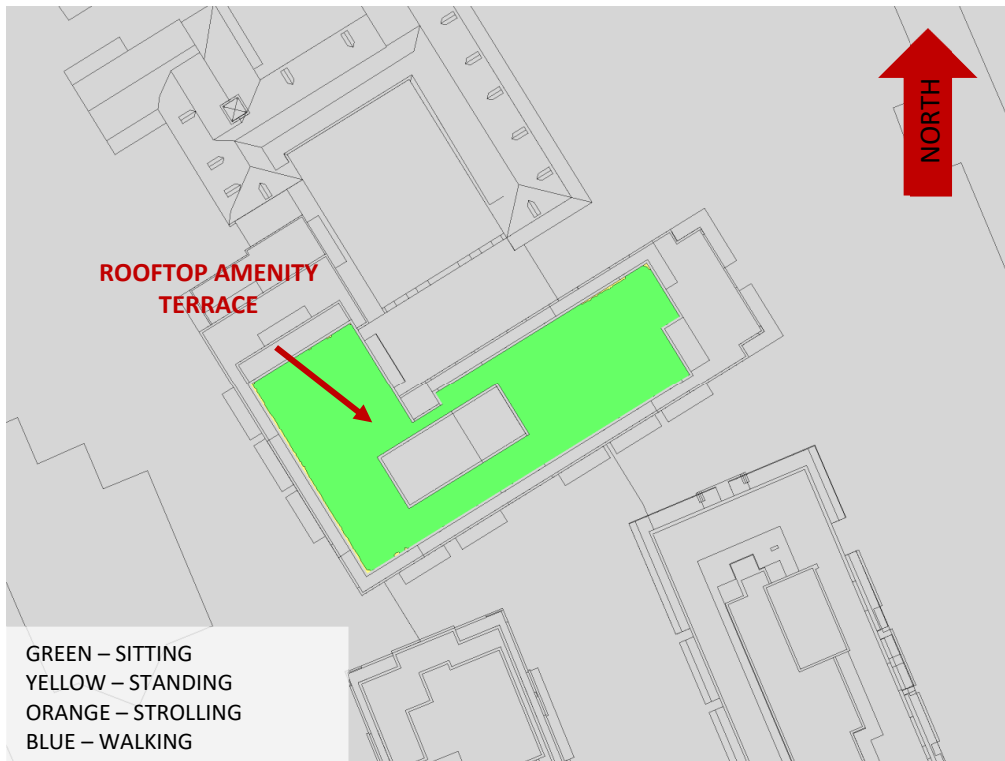 NORTH
ROOFTOP AMENITY
TERRACE
GREEN – SITTING
YELLOW – STANDING
ORANGE – STROLLING
BLUE – WALKING